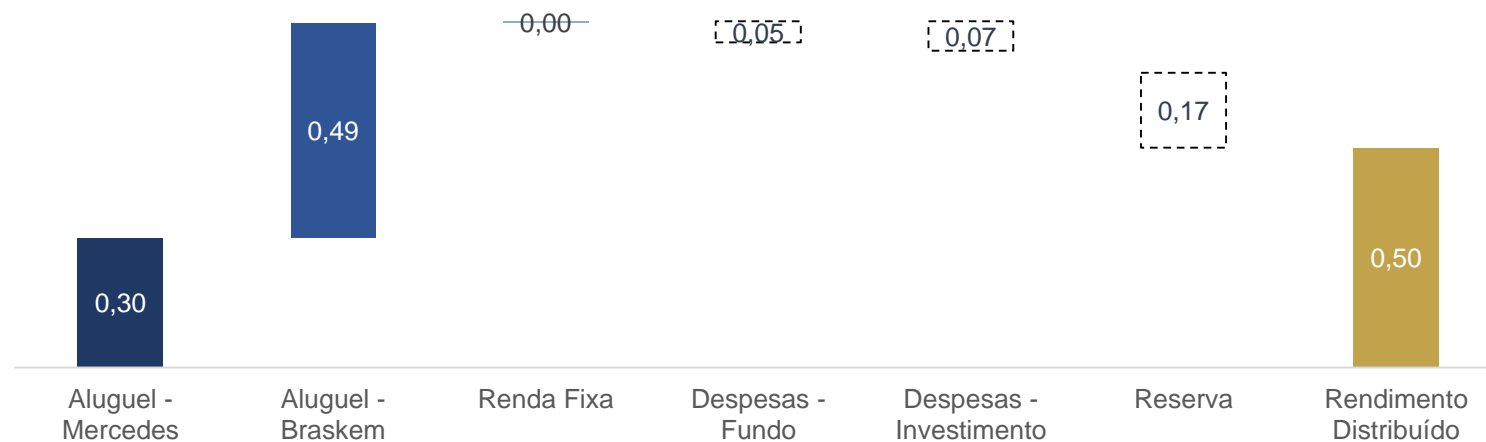 0,00
0,05
0,07
0,17
0,49
0,50
0,30
Aluguel -
Mercedes
Aluguel -
Braskem
Renda Fixa
Despesas -
Fundo
Despesas -
Investimento
Reserva
Rendimento
Distribuído